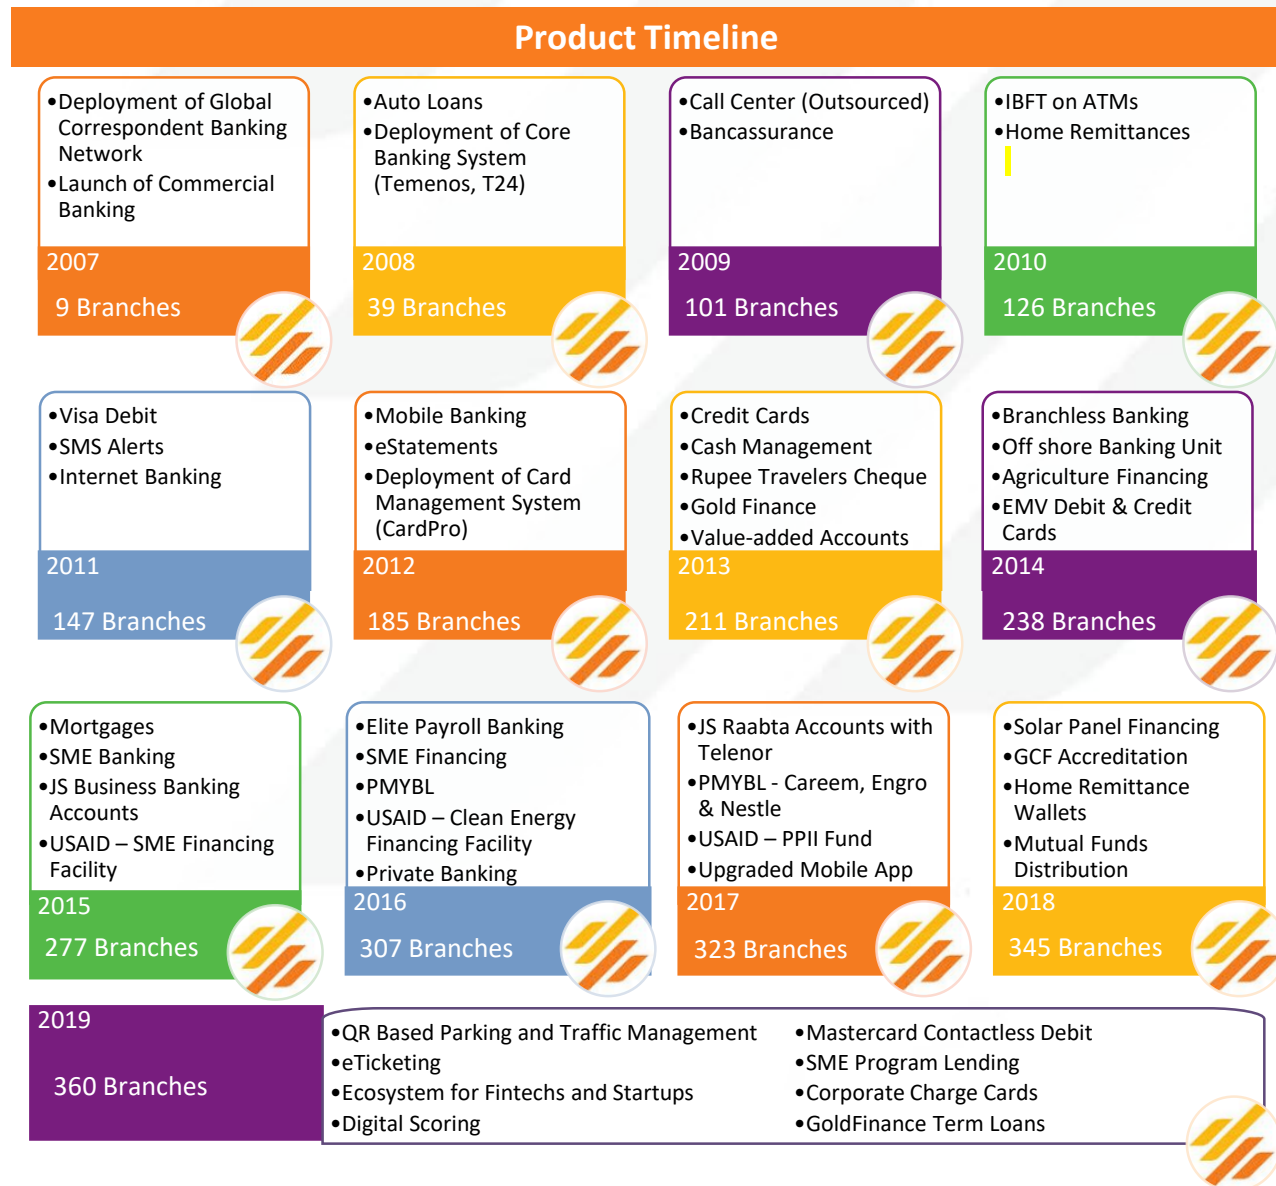 Product Timeline
•Deployment of Global
Correspondent Banking
Network
•Launch of Commercial
Banking
2007
9 Branches
•Auto Loans
•Deployment of Core
Banking System
(Temenos, T24)
2008
39 Branches
•Call Center (Outsourced)
•Bancassurance
2009
101 Branches
•IBFT on ATMs
•Home Remittances
2010
126 Branches
•Visa Debit
•SMS Alerts
•Internet Banking
2011
147 Branches
•Mobile Banking
•eStatements
•Deployment of Card
Management System
(CardPro)
2012
185 Branches
•Credit Cards
•Cash Management
•Rupee Travelers Cheque
•Gold Finance
•Value-added Accounts
2013
211 Branches
•Branchless Banking
•Off shore Banking Unit
•Agriculture Financing
•EMV Debit & Credit
Cards
2014
238 Branches
•Mortgages
•SME Banking
•JS Business Banking
Accounts
•USAID – SME Financing
Facility
2015
277 Branches
•Elite Payroll Banking
•SME Financing
•PMYBL
•USAID – Clean Energy
Financing Facility
•Private Banking
2016
307 Branches
•JS Raabta Accounts with
Telenor
•PMYBL - Careem, Engro
& Nestle
•USAID – PPII Fund
•Upgraded Mobile App
2017
323 Branches
•Solar Panel Financing
•GCF Accreditation
•Home Remittance
Wallets
•Mutual Funds
Distribution
2018
345 Branches
2019
360 Branches
•QR Based Parking and Traffic Management
•eTicketing
•Ecosystem for Fintechs and Startups
•Digital Scoring
•Mastercard Contactless Debit
•SME Program Lending
•Corporate Charge Cards
•GoldFinance Term Loans